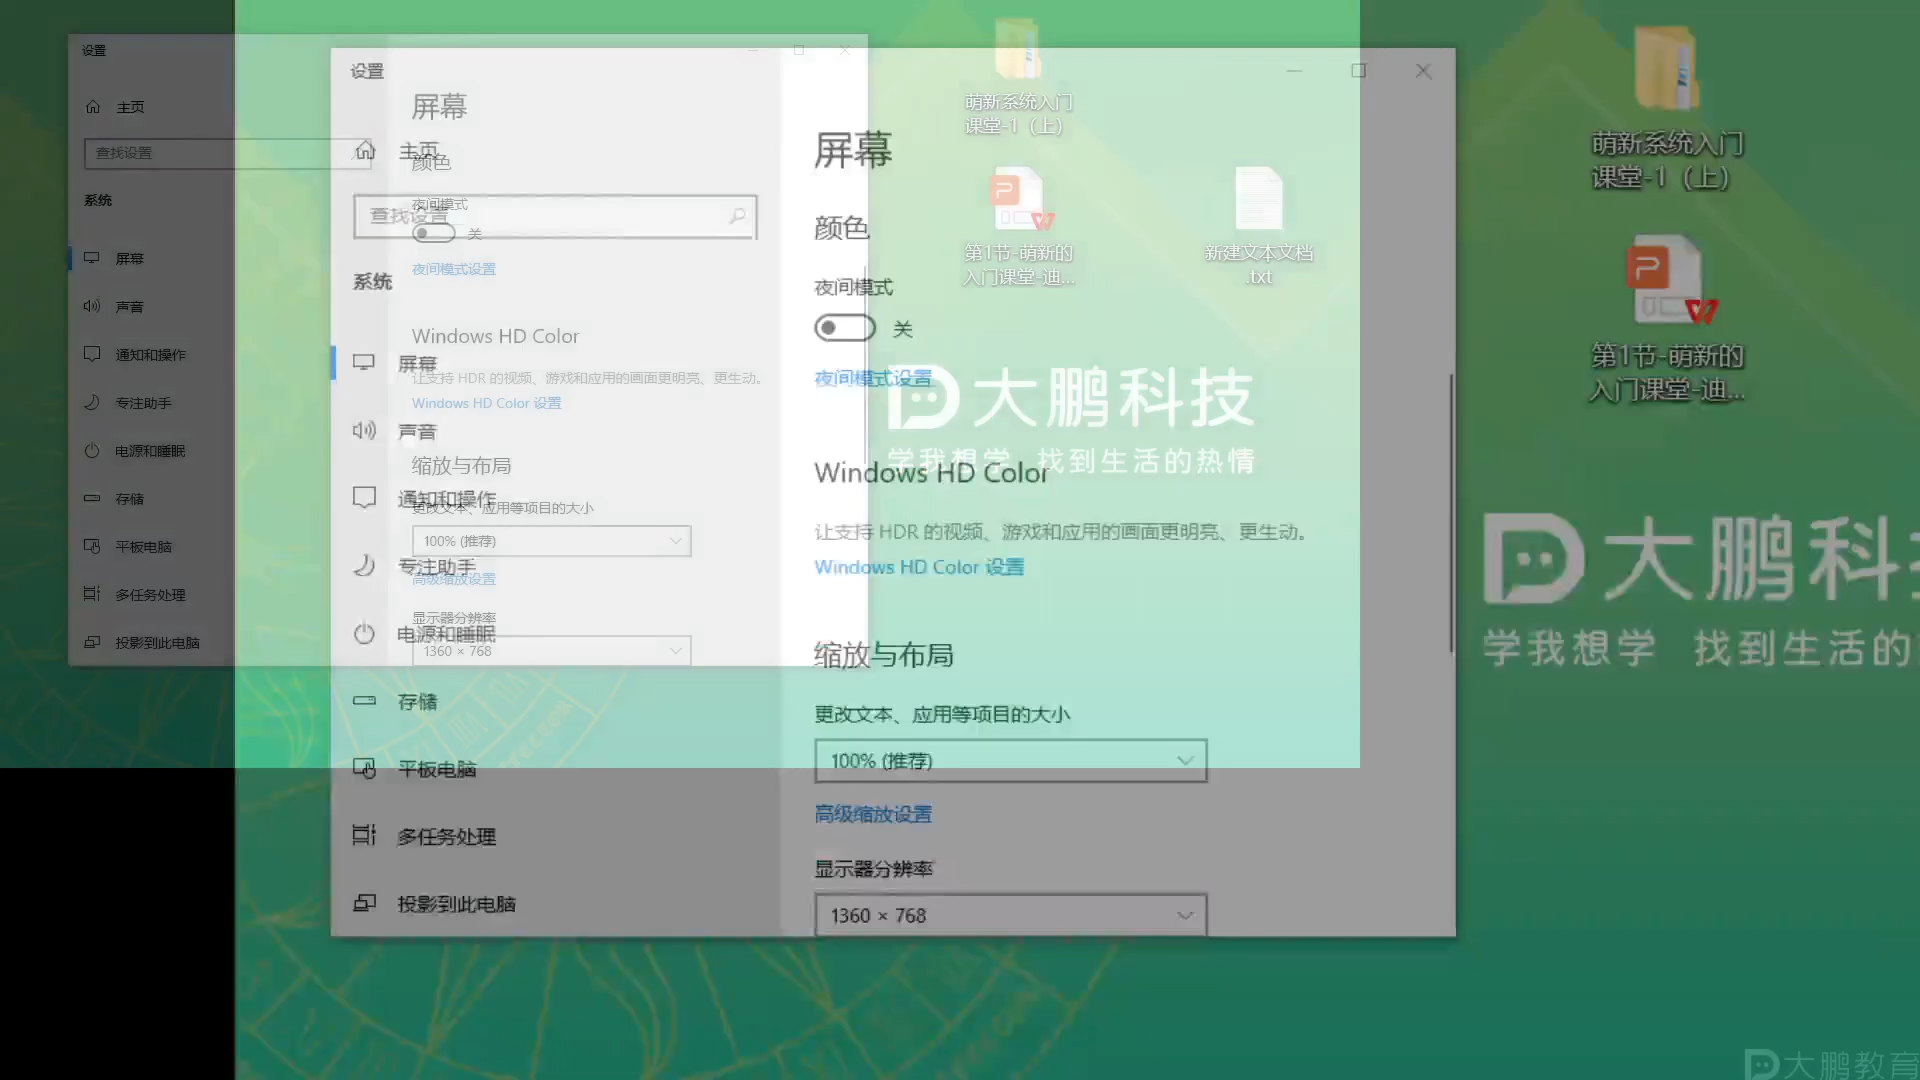 设置
主页
查找设置
系统
屏幕
声音
通知和操作
专注助手
电源和睡眠
存储
平板电脑
多任务处理
投影到此电脑
屏幕
颜色
夜间模式
关
夜间模式设置
Windows HD Color
让支持 HDR 的视频、游戏和应用的画面更明亮、更生动。
Windows HD Color 设置
缩放与布局
更改文本、应用等项目的大小
100% (推荐)
高级缩放设置
显示器分辨率
1360 × 768
设置
主页
查找设置
系统
屏幕
声音
通知和操作
专注助手
电源和睡眠
存储
平板电脑
多任务处理
投影到此电脑
屏幕
颜色
夜间模式
关
夜间模式设置
Windows HD Color
让支持 HDR 的视频、游戏和应用的画面更明亮、更生动。
Windows HD Color 设置
缩放与布局
更改文本、应用等项目的大小
100% (推荐)
高级缩放设置
显示器分辨率
1360 × 768
萌新系统入门
课堂-1（上）
第1节-萌新的
入门课堂-迪...
新建文本文档
.txt
大鹏科技
学我想学 找到生活的热情
萌新系统入门
课堂-1（上）
第1节-萌新的
入门课堂-迪...
大鹏科
学我想学 找到生活的
大鹏教育